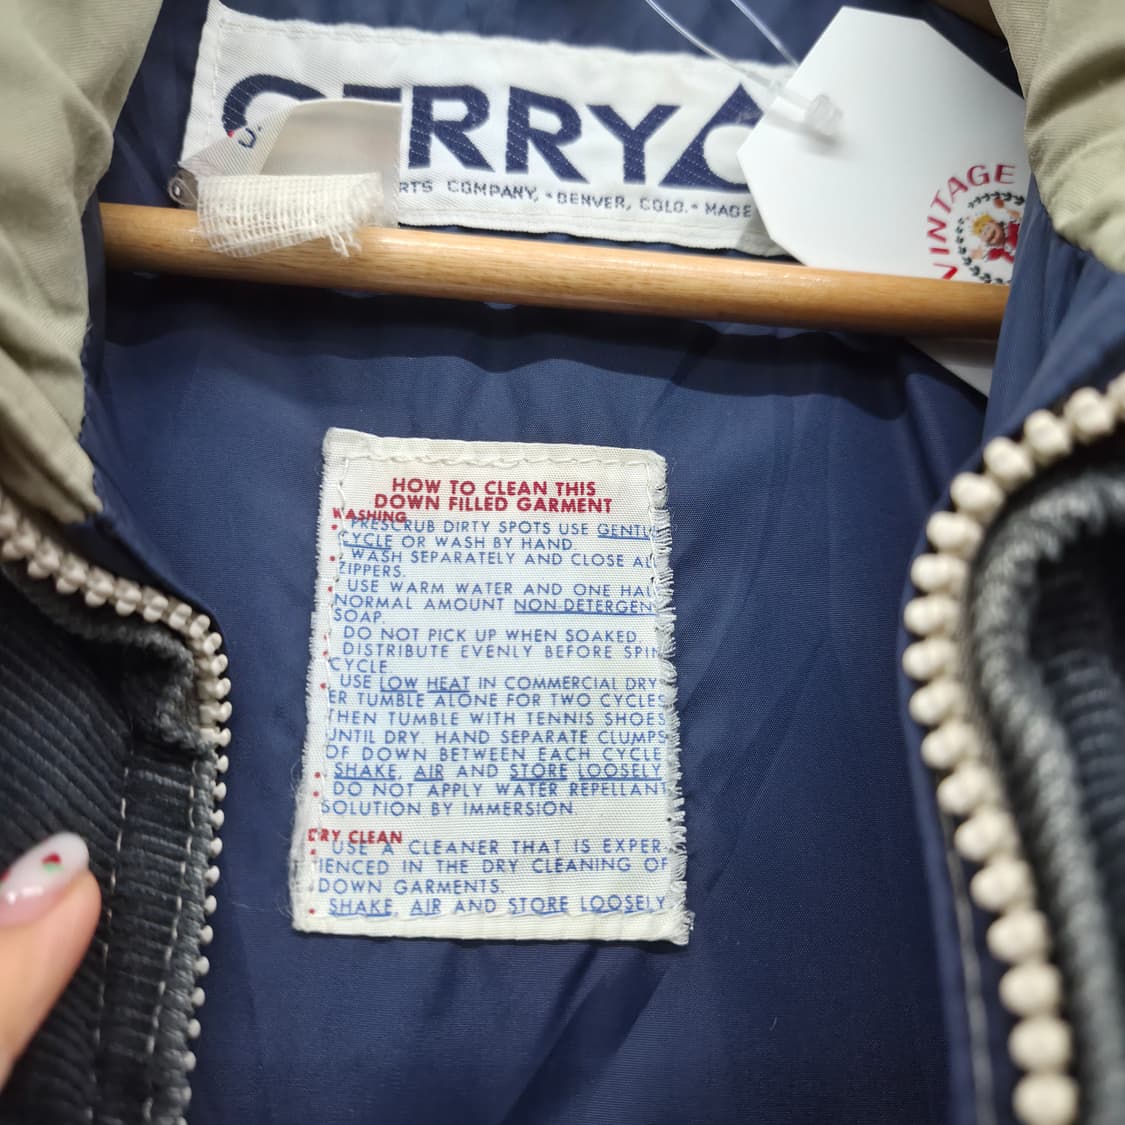 GERRY
RTS COMPANY, • DENVER, COLO. • MADE
VINTAGE
HOW TO CLEAN THIS
DOWN FILLED GARMENT
WASHING
• PRESCRUB DIRTY SPOTS USE GENTL
CYCLE OR WASH BY HAND.
• WASH SEPARATELY AND CLOSE AL
ZIPPERS.
• USE WARM WATER AND ONE HAL
NORMAL AMOUNT NON DETERGEN
SOAP.
DO NOT PICK UP WHEN SOAKED.
• DISTRIBUTE EVENLY BEFORE SPIN
CYCLE
• USE LOW HEAT IN COMMERCIAL DRY-
ER TUMBLE ALONE FOR TWO CYCLES
THEN TUMBLE WITH TENNIS SHOES
UNTIL DRY. HAND SEPARATE CLUMPS
OF DOWN BETWEEN EACH CYCLE
• SHAKE, AIR AND STORE LOOSELY
• DO NOT APPLY WATER REPELLANT
SOLUTION BY IMMERSION.
DRY CLEAN
• USE A CLEANER THAT IS EXPER-
IENCED IN THE DRY CLEANING OF
DOWN GARMENTS.
• SHAKE, AIR AND STORE LOOSELY.